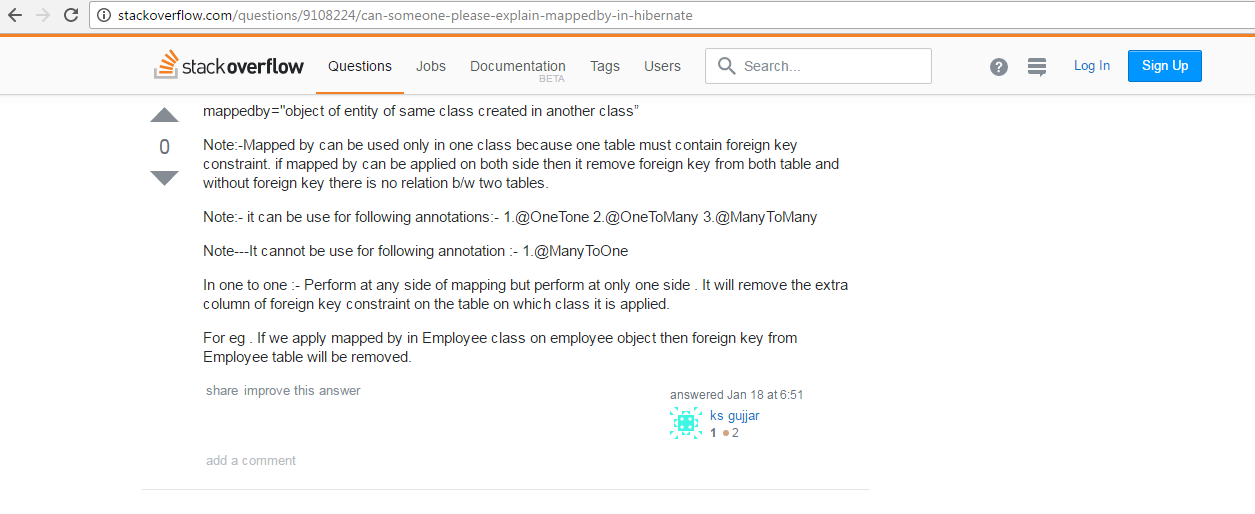 stackoverflow.com/questions/9108224/can-someone-please-explain-mappedby-in-hibernate
stackoverflow Questions Jobs Documentation Tags Users Search... ? Log In Sign Up
BETA
mappedby="object of entity of same class created in another class”
0
Note:-Mapped by can be used only in one class because one table must contain foreign key
constraint. if mapped by can be applied on both side then it remove foreign key from both table and
without foreign key there is no relation b/w two tables.
Note:- it can be use for following annotations:- 1.@OneTone 2.@OneToMany 3.@ManyToMany
Note---It cannot be use for following annotation :- 1.@ManyToOne
In one to one :- Perform at any side of mapping but perform at only one side . It will remove the extra
column of foreign key constraint on the table on which class it is applied.
For eg . If we apply mapped by in Employee class on employee object then foreign key from
Employee table will be removed.
share improve this answer
answered Jan 18 at 6:51
ks gujjar
1 2
add a comment